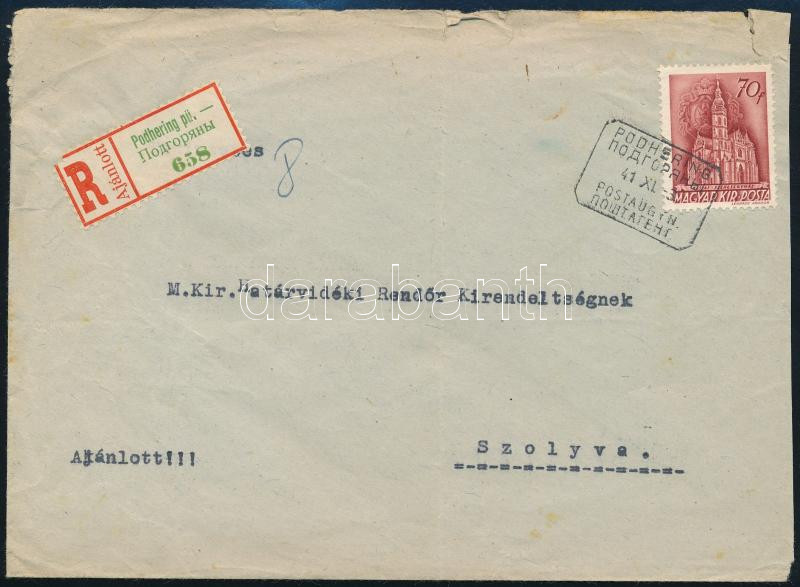 R
Ajánlott
Podhering pü. —
Подгоряны
658
70f
MAGYAR KIR. POSTA
PODHERING
ПОДГОРЯНЫ
41 XI.
POSTAÜGYN.
ПОШТАГЕНТ.
8
M.Kir.Határvidéki Rendőr Kirendeltségnek
darabanth
Szolyva.
Ajánlott!!!